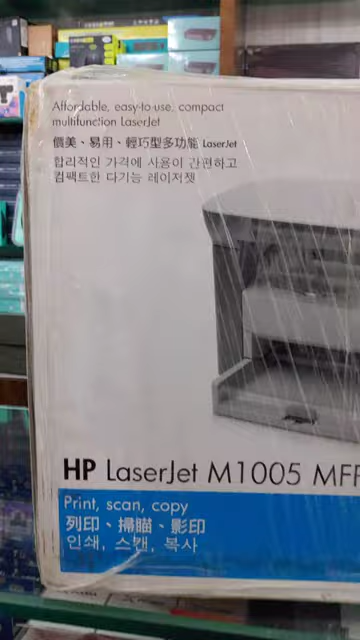 Affordable, easy-to-use, compact
multifunction LaserJet
價美、易用、輕巧型多功能 LaserJet
합리적인 가격에 사용이 간편하고
컴팩트한 다기능 레이저젯
HP LaserJet M1005 MFP
Print, scan, copy
列印、掃瞄、影印
인쇄, 스캔, 복사